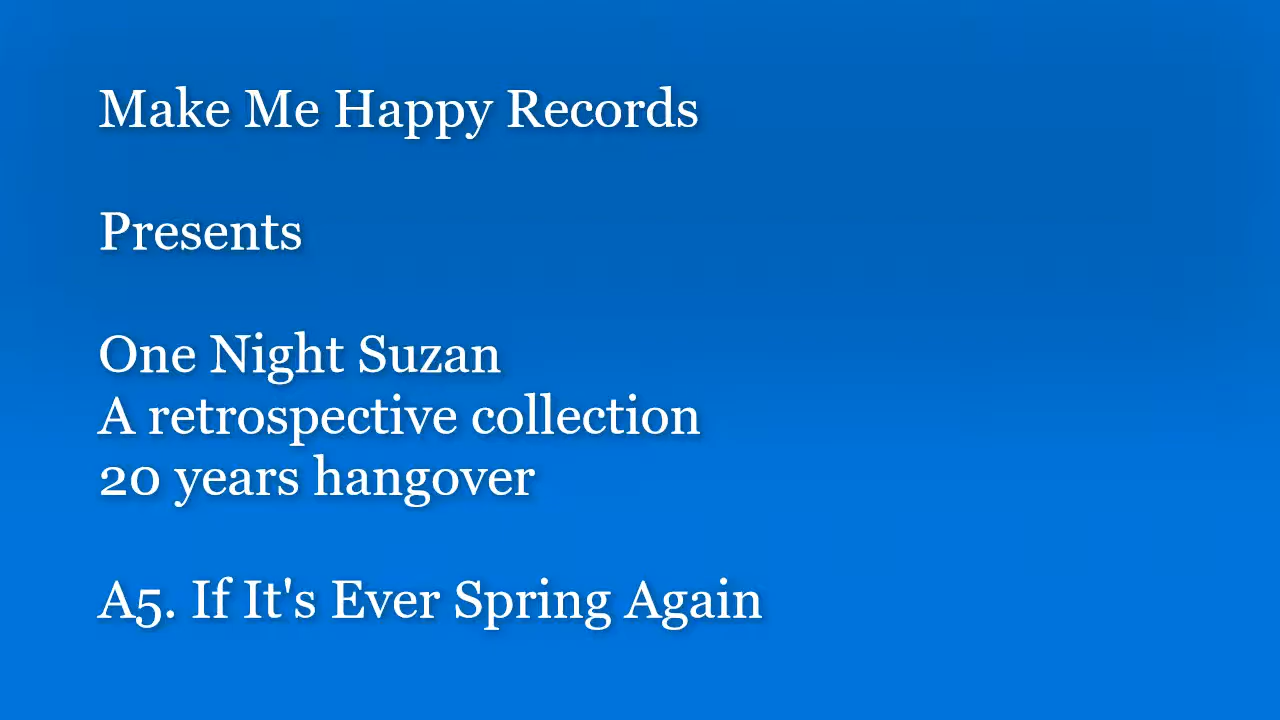 Make Me Happy Records
Presents
One Night Suzan
A retrospective collection
20 years hangover
A5. If It's Ever Spring Again